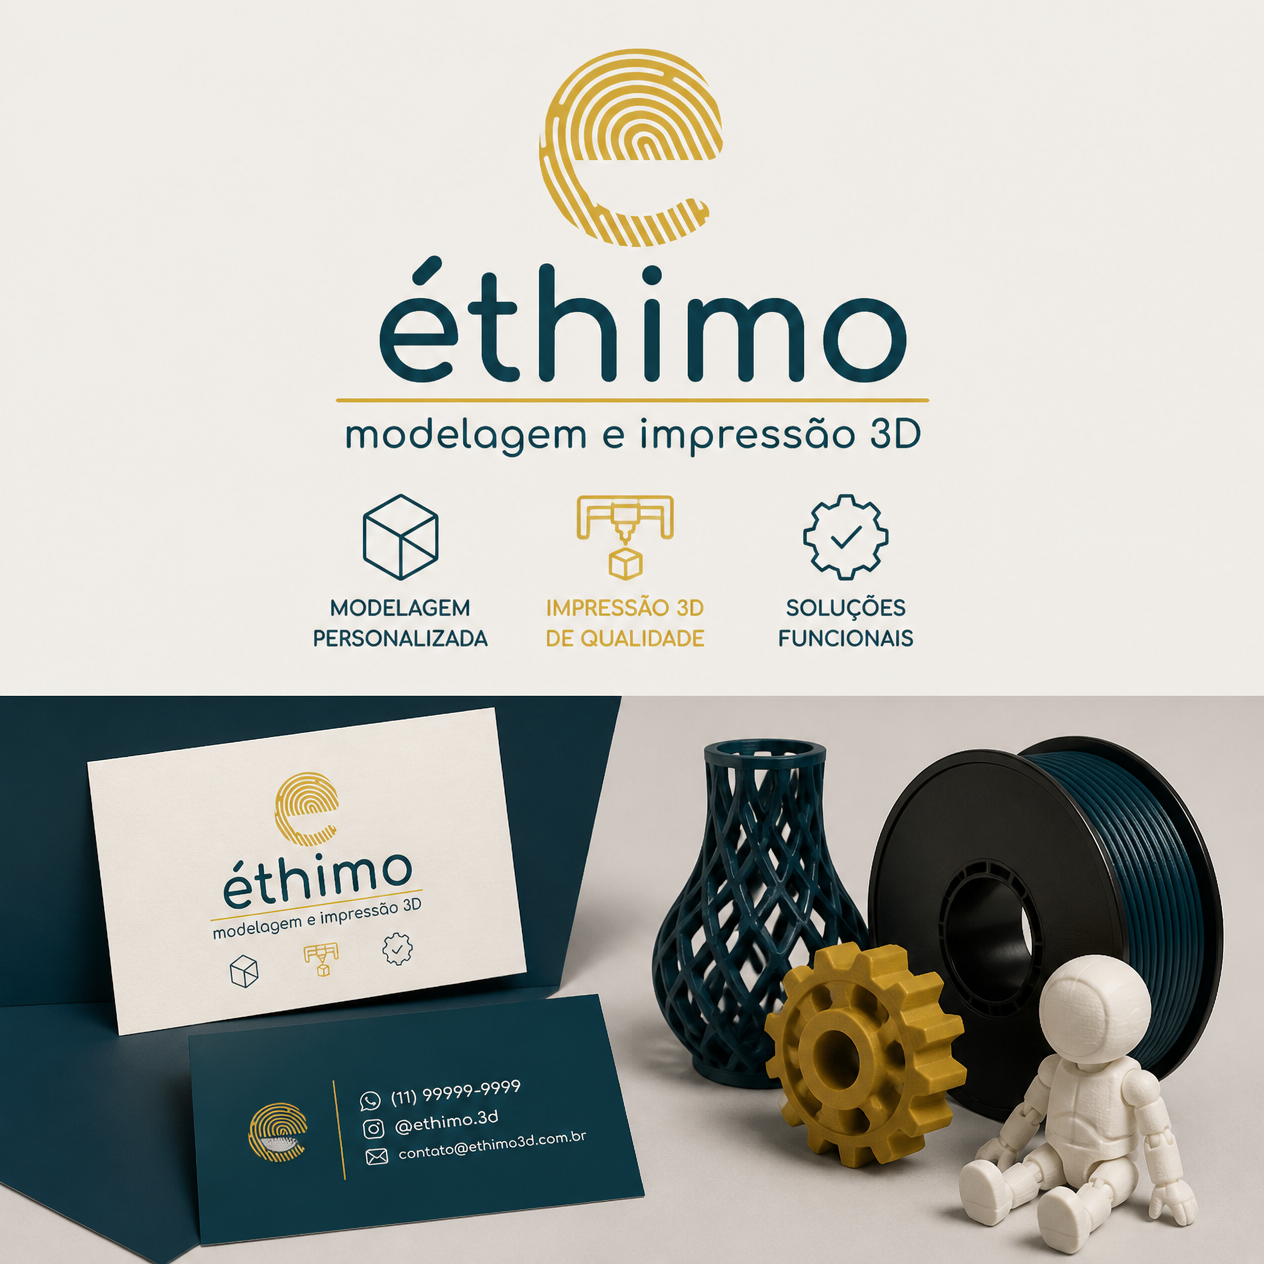 éthimo
modelagem e impressão 3D
MODELAGEM
PERSONALIZADA
IMPRESSÃO 3D
DE QUALIDADE
SOLUÇÕES
FUNCIONAIS
éthimo
modelagem e impressão 3D
(11) 99999-9999
@ethimo.3d
contato@ethimo3d.com.br